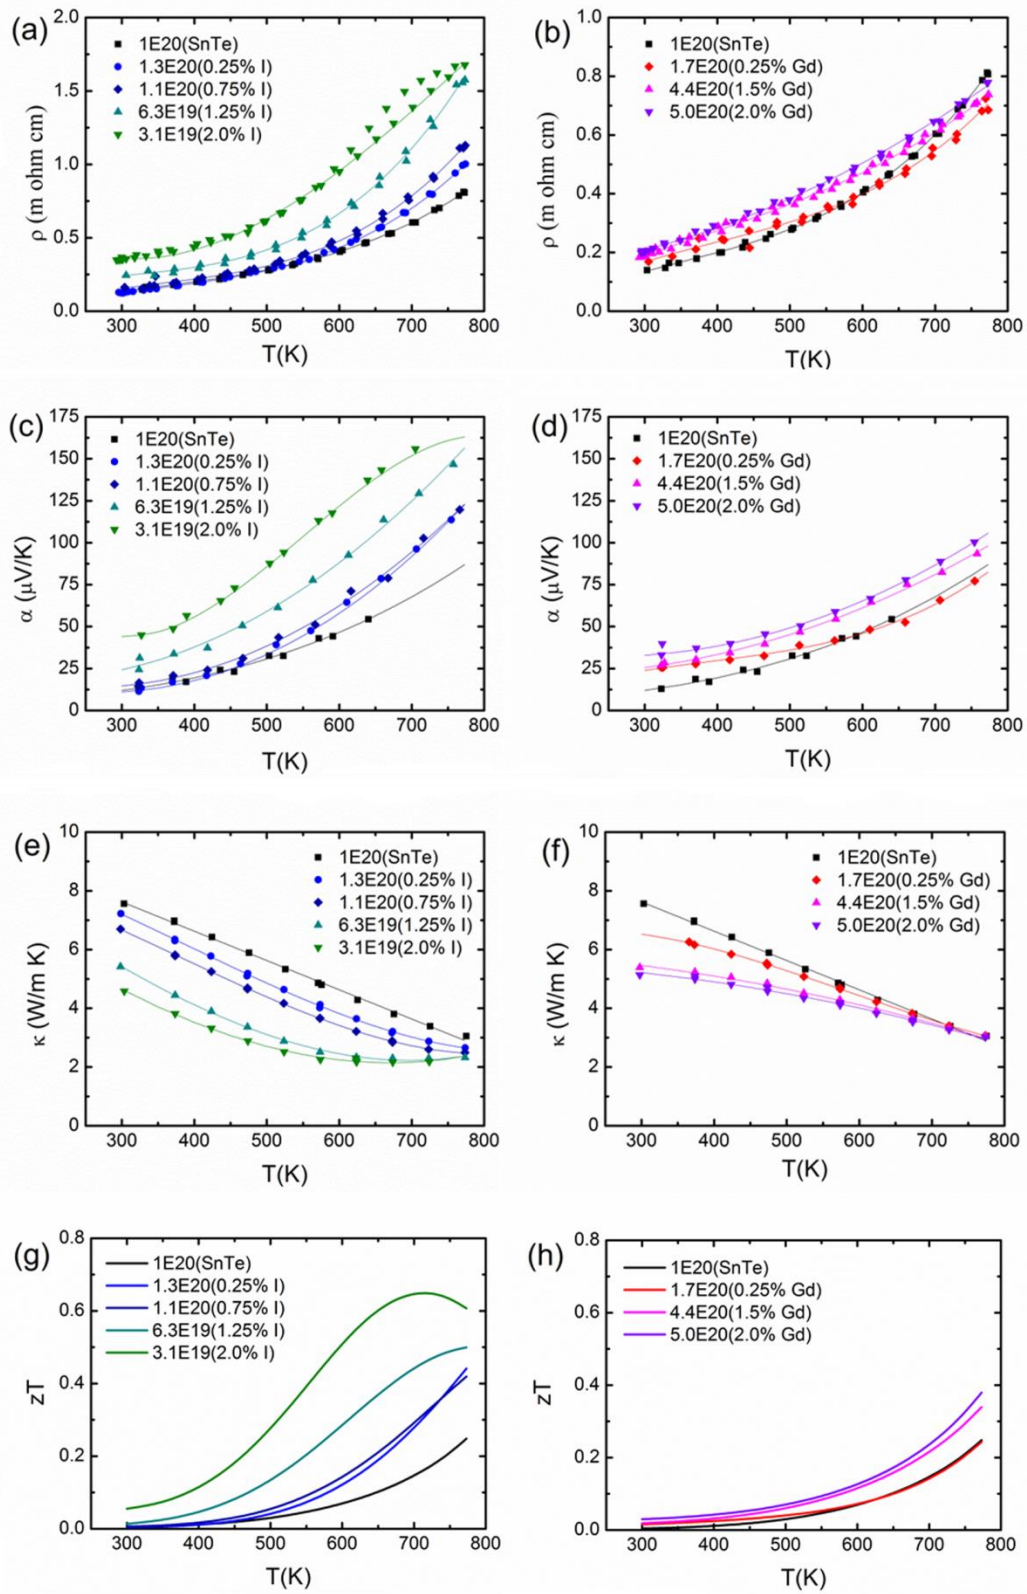 (a)
2.0
1.5
1.0
0.5
0.0
ρ (m ohm cm)
1E20(SnTe)
1.3E20(0.25% I)
1.1E20(0.75% I)
6.3E19(1.25% I)
3.1E19(2.0% I)
300 400 500 600 700 800
T(K)
(b)
1.0
0.8
0.6
0.4
0.2
0.0
ρ (m ohm cm)
1E20(SnTe)
1.7E20(0.25% Gd)
4.4E20(1.5% Gd)
5.0E20(2.0% Gd)
300 400 500 600 700 800
T(K)
(c)
175
150
125
100
75
50
25
0
α (μV/K)
1E20(SnTe)
1.3E20(0.25% I)
1.1E20(0.75% I)
6.3E19(1.25% I)
3.1E19(2.0% I)
300 400 500 600 700 800
T(K)
(d)
175
150
125
100
75
50
25
0
α (μV/K)
1E20(SnTe)
1.7E20(0.25% Gd)
4.4E20(1.5% Gd)
5.0E20(2.0% Gd)
300 400 500 600 700 800
T(K)
(e)
10
8
6
4
2
0
κ (W/m K)
1E20(SnTe)
1.3E20(0.25% I)
1.1E20(0.75% I)
6.3E19(1.25% I)
3.1E19(2.0% I)
300 400 500 600 700 800
T(K)
(f)
10
8
6
4
2
0
κ (W/m K)
1E20(SnTe)
1.7E20(0.25% Gd)
4.4E20(1.5% Gd)
5.0E20(2.0% Gd)
300 400 500 600 700 800
T(K)
(g)
0.8
0.6
0.4
0.2
0.0
zT
1E20(SnTe)
1.3E20(0.25% I)
1.1E20(0.75% I)
6.3E19(1.25% I)
3.1E19(2.0% I)
300 400 500 600 700 800
T(K)
(h)
0.8
0.6
0.4
0.2
0.0
zT
1E20(SnTe)
1.7E20(0.25% Gd)
4.4E20(1.5% Gd)
5.0E20(2.0% Gd)
300 400 500 600 700 800
T(K)